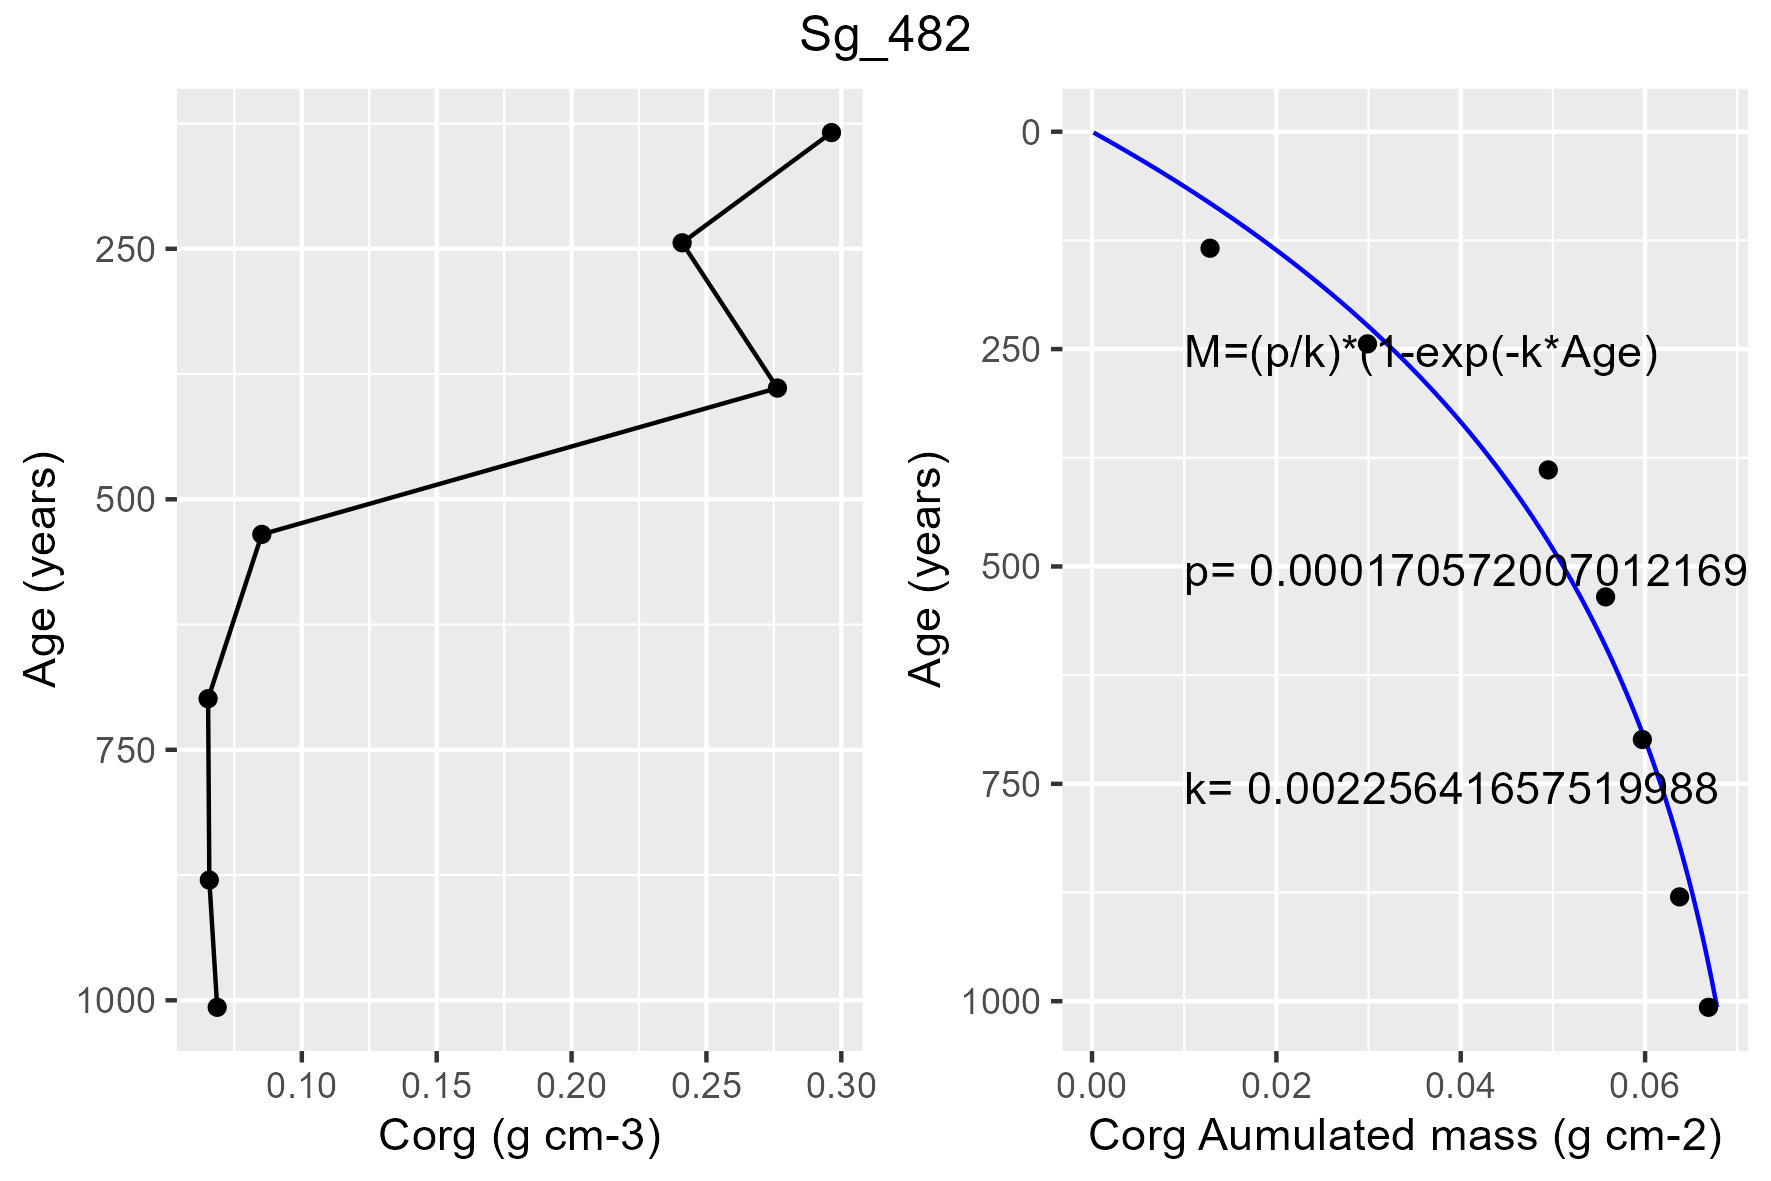 Sg_482
Age (years)
250
500
750
1000
0.10 0.15 0.20 0.25 0.30
Corg (g cm-3)
Age (years)
0
250
500
750
1000
M=(p/k)*(1-exp(-k*Age)
p= 0.000170572007012169
k= 0.00225641657519988
0.00 0.02 0.04 0.06
Corg Aumulated mass (g cm-2)